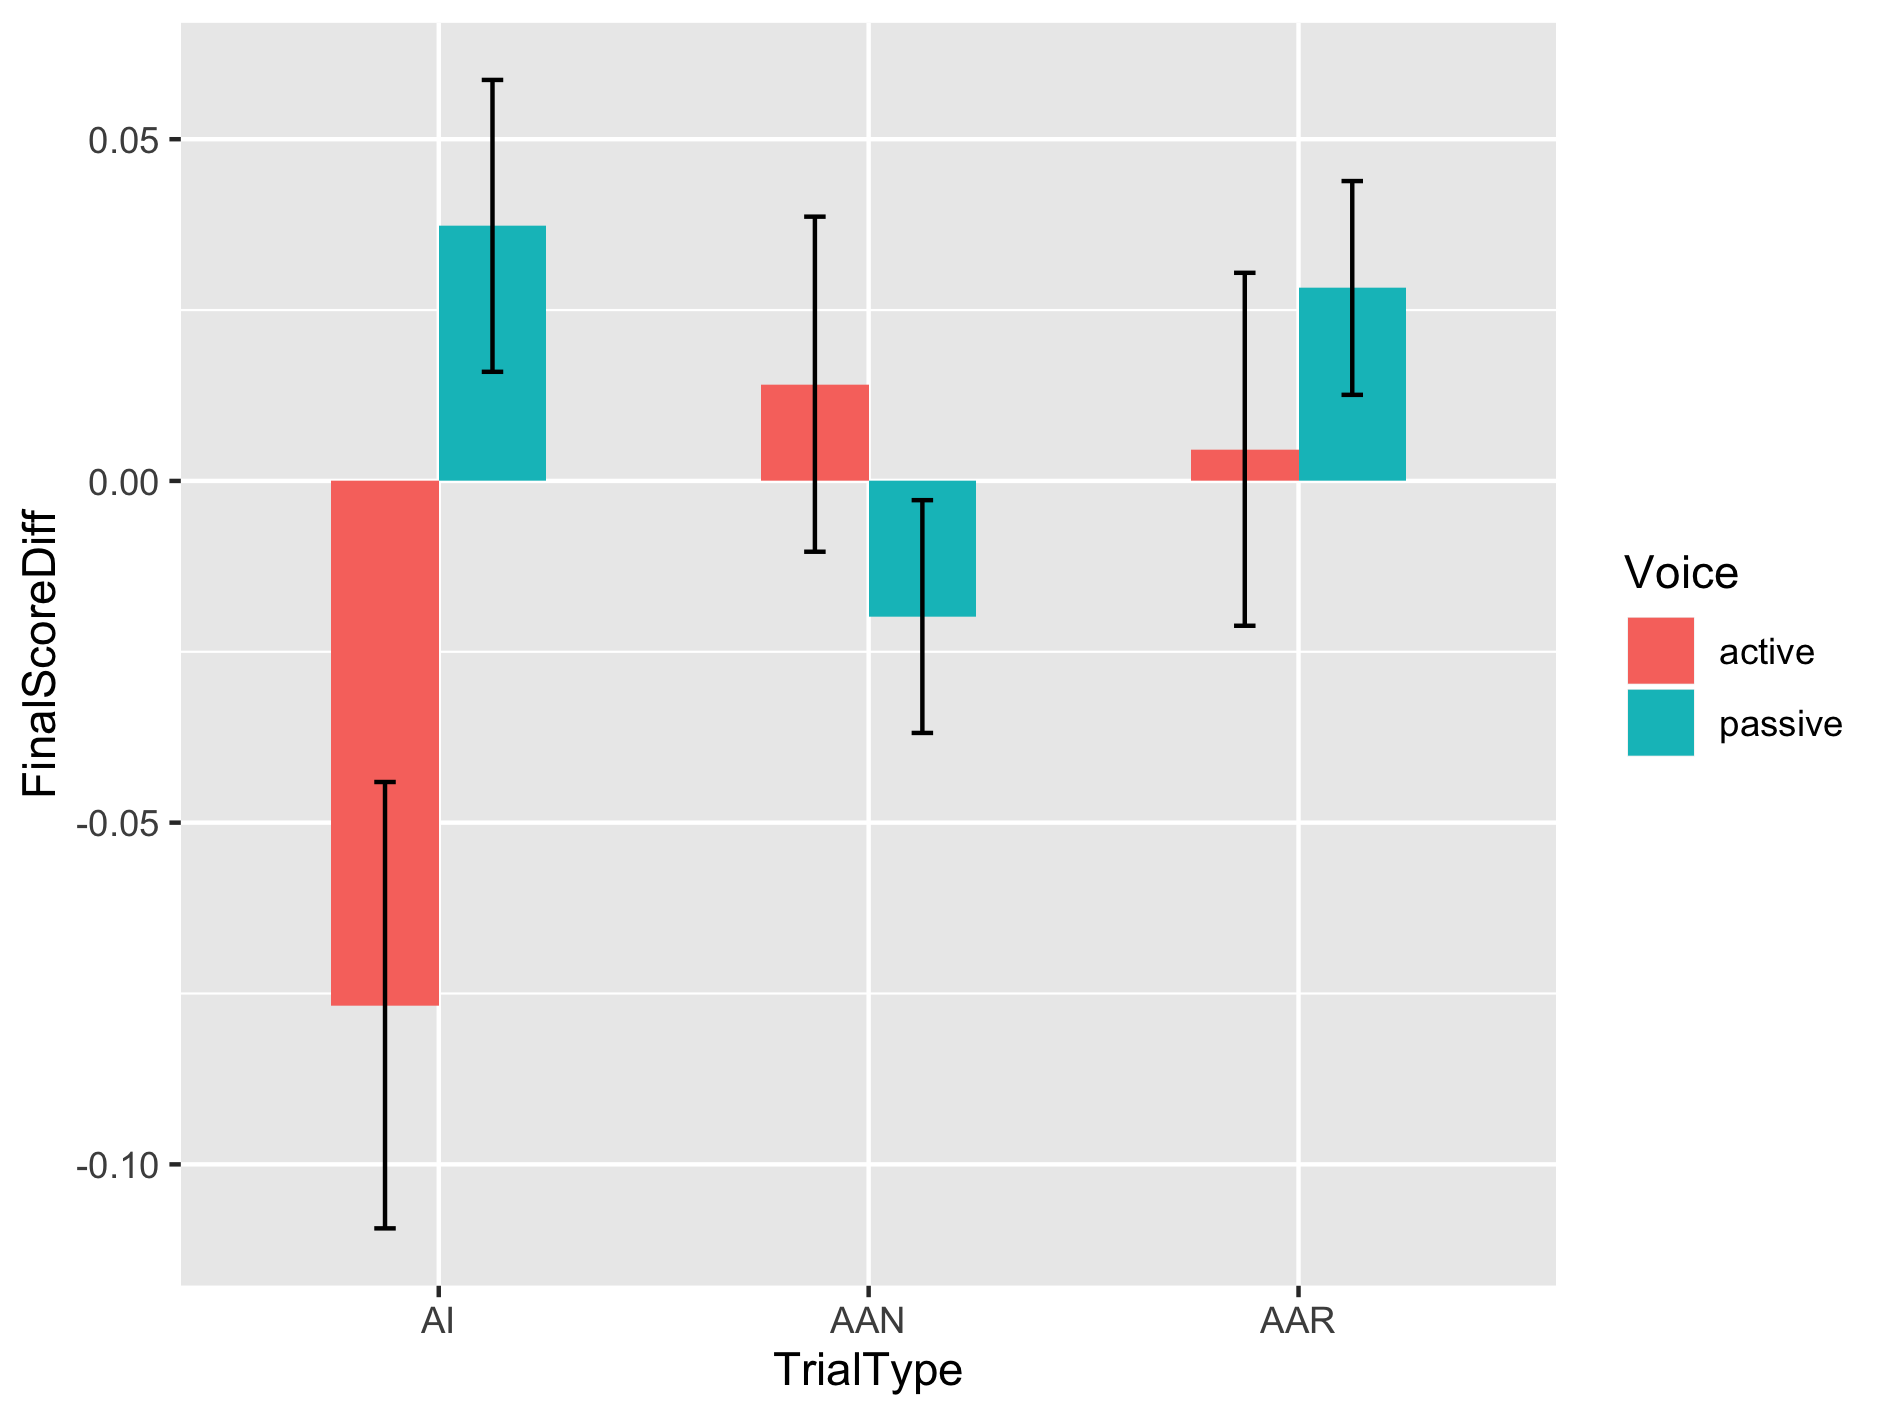 0.05
0.00
-0.05
-0.10
FinalScoreDiff
AI
AAN
AAR
TrialType
Voice
active
passive